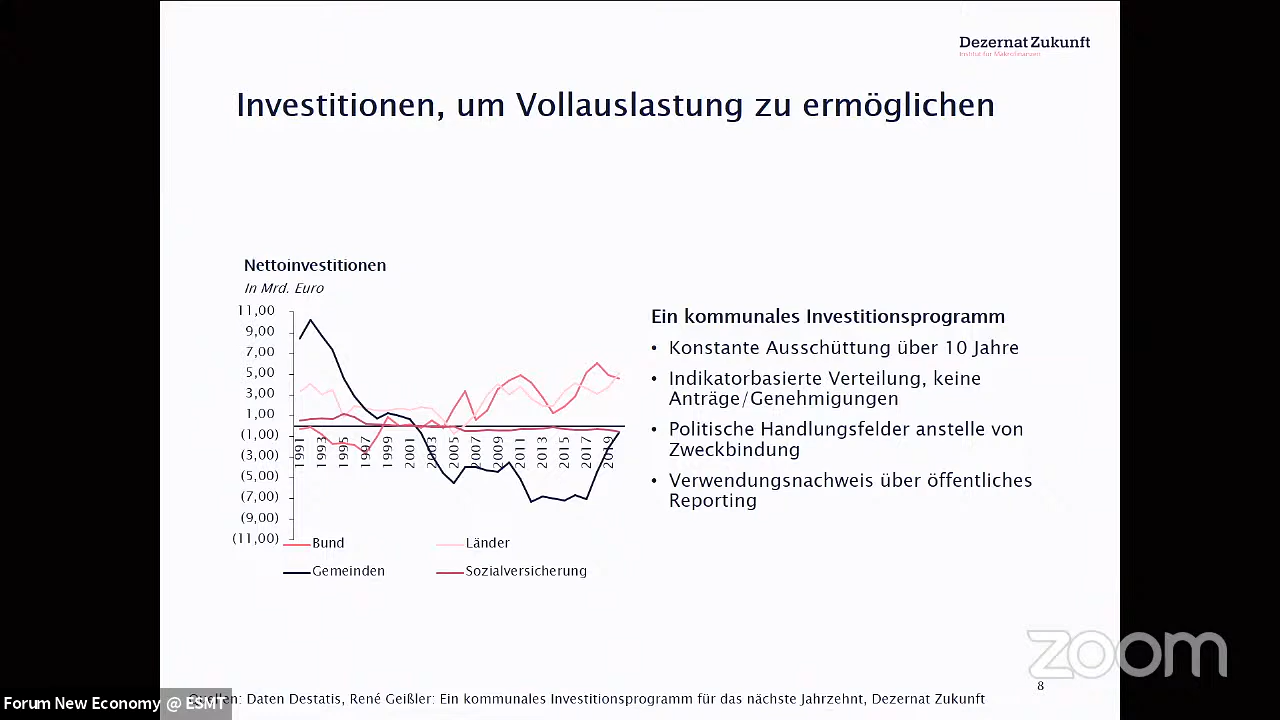 Dezernat Zukunft
Institut für Makrofinanzen
Investitionen, um Vollauslastung zu ermöglichen
Nettoinvestitionen
In Mrd. Euro
11,00
9,00
7,00
5,00
3,00
1,00
(1,00)
(3,00)
(5,00)
(7,00)
(9,00)
(11,00)
1991
1993
1995
1997
1999
2001
2003
2005
2007
2009
2011
2013
2015
2017
2019
Bund
Länder
Gemeinden
Sozialversicherung
Ein kommunales Investitionsprogramm
• Konstante Ausschüttung über 10 Jahre
• Indikatorbasierte Verteilung, keine
Anträge/Genehmigungen
• Politische Handlungsfelder anstelle von
Zweckbindung
• Verwendungsnachweis über öffentliches
Reporting
zoom
8
Quellen: Daten Destatis, René Geißler: Ein kommunales Investitionsprogramm für das nächste Jahrzehnt, Dezernat Zukunft
Forum New Economy @ ESMT